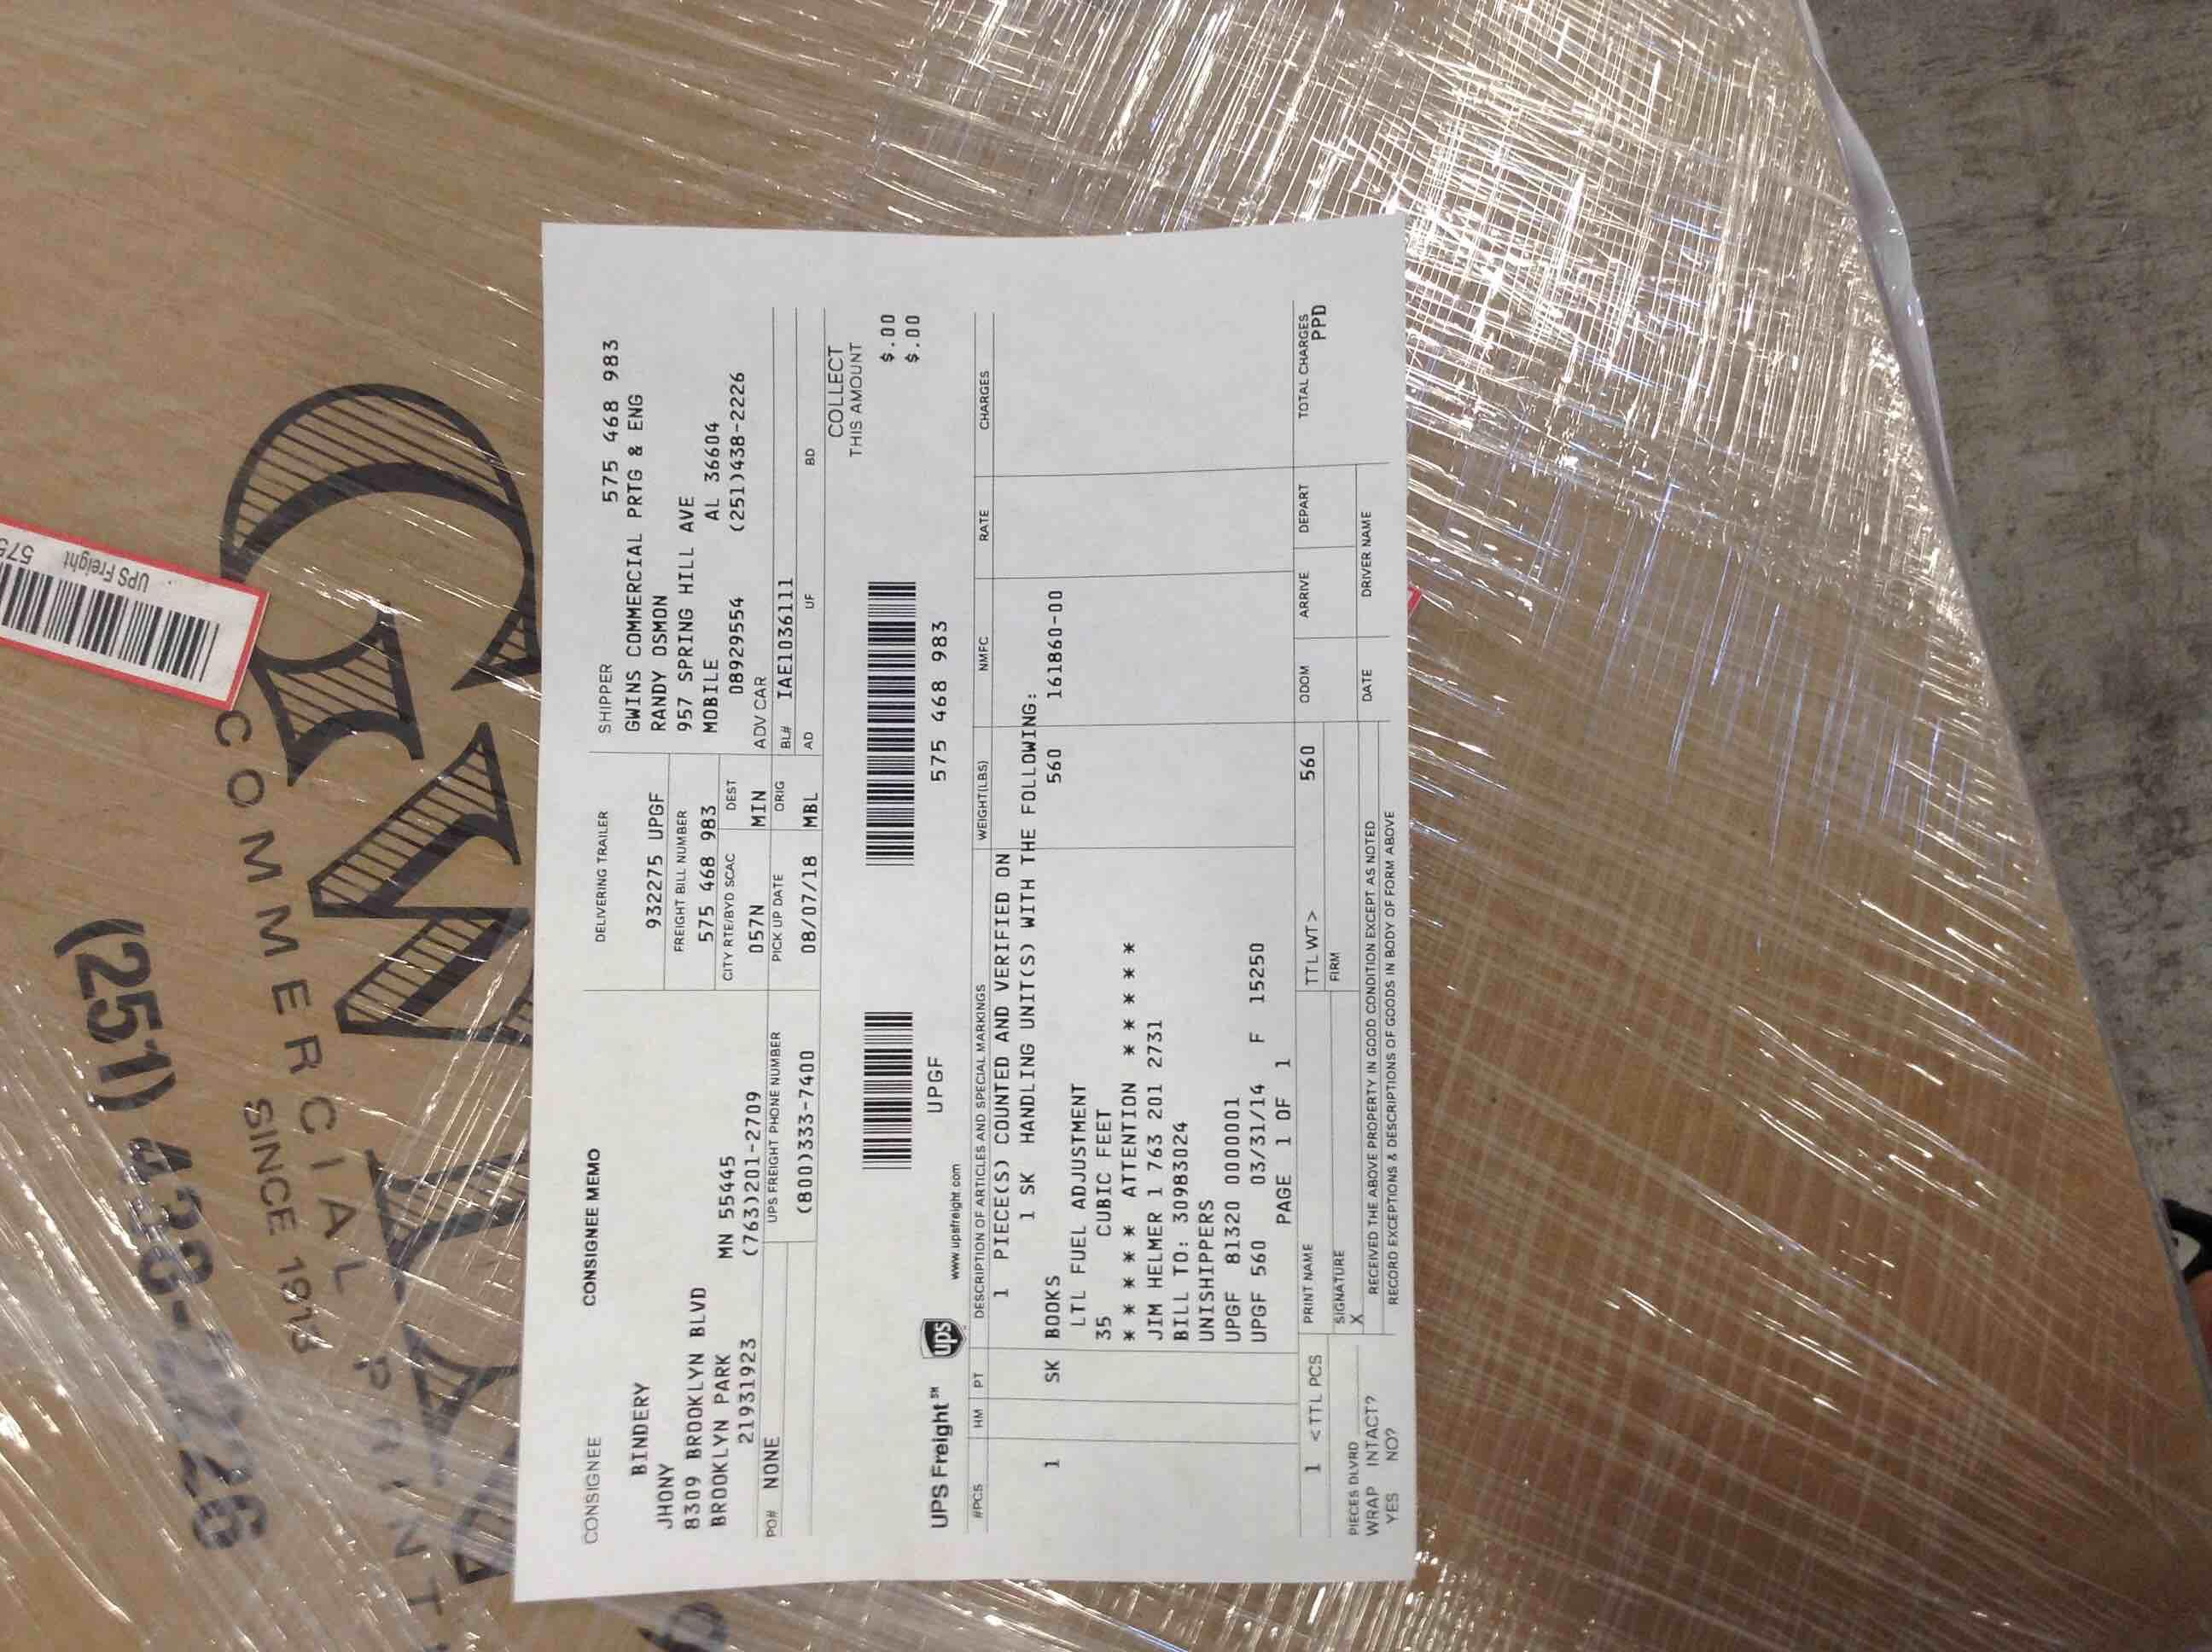 CONSIGNEE
CONSIGNEE MEMO
BINDERY
JHONY
8309 BROOKLYN BLVD
BROOKLYN PARK MN 55445
21931923 (763)201-2709
PO# NONE
UPS FREIGHT PHONE NUMBER
(800)333-7400
DELIVERING TRAILER
932275 UPGF
FREIGHT BILL NUMBER
575 468 983
CITY RTE/BYD SCAC DEST
057N MIN
PICK UP DATE ORIG
08/07/18 MBL
SHIPPER 575 468 983
GWINS COMMERCIAL PRTG & ENG
RANDY OSMON
957 SPRING HILL AVE
MOBILE AL 36604
08929554 (251)438-2226
ADV CAR
BL# IAE1036111
AD UF BD
COLLECT
THIS AMOUNT
$.00
$.00
UPS Freight℠ ups www.upsfreight.com
UPGF 575 468 983
#PCS HM PT DESCRIPTION OF ARTICLES AND SPECIAL MARKINGS WEIGHT(LBS) NMFC RATE CHARGES
1 PIECE(S) COUNTED AND VERIFIED ON
1 SK HANDLING UNIT(S) WITH THE FOLLOWING:
1 SK BOOKS 560 161860-00
LTL FUEL ADJUSTMENT
35 CUBIC FEET
* * * * * ATTENTION * * * * *
JIM HELMER 1 763 201 2731
BILL TO: 30983024
UNISHIPPERS
UPGF 81320 0000001
UPGF 560 03/31/14 F 15250
PAGE 1 OF 1
1 < TTL PCS PRINT NAME TTL WT > 560 ODOM ARRIVE DEPART TOTAL CHARGES
PPD
SIGNATURE FIRM
X
PIECES DLVRD DATE DRIVER NAME
WRAP INTACT?
YES NO?
RECEIVED THE ABOVE PROPERTY IN GOOD CONDITION EXCEPT AS NOTED
RECORD EXCEPTIONS & DESCRIPTIONS OF GOODS IN BODY OF FORM ABOVE
UPS Freight
575
COMMERCIAL
SINCE 1913
(251) 438-2226